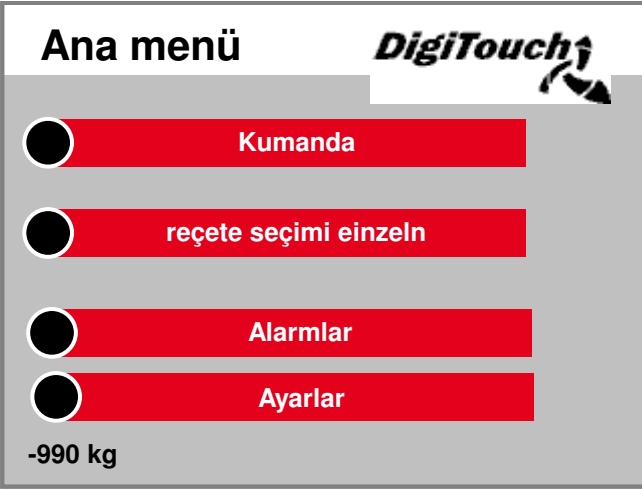 Ana menü
DigiTouch
Kumanda
reçete seçimi einzeln
Alarmlar
Ayarlar
-990 kg